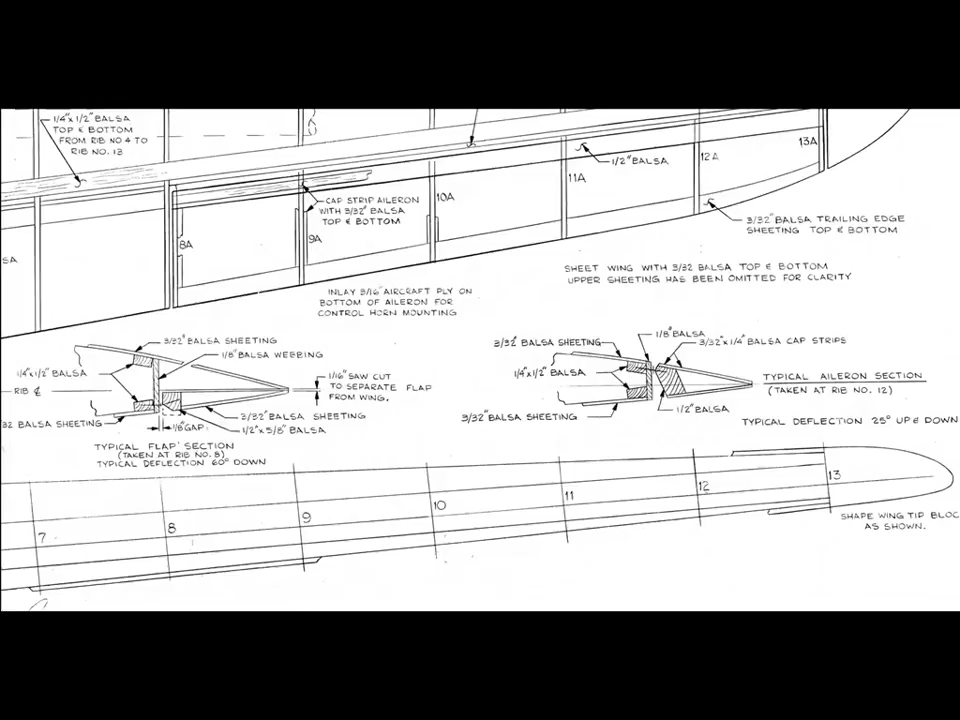 1/4"x 1/2" BALSA
TOP & BOTTOM
FROM RIB NO 4 TO
RIB NO. 13
13A
12A
1/2" BALSA
11A
10A
CAP STRIP AILERON
WITH 3/32" BALSA
TOP & BOTTOM
3/32" BALSA TRAILING EDGE
SHEETING TOP & BOTTOM
9A
8A
5A
SHEET WING WITH 3/32 BALSA TOP & BOTTOM
UPPER SHEETING HAS BEEN OMITTED FOR CLARITY
INLAY 3/16" AIRCRAFT PLY ON
BOTTOM OF AILERON FOR
CONTROL HORN MOUNTING
3/32" BALSA SHEETING
1/8" BALSA WEBBING
1/4"x 1/2" BALSA
RIB ℄
1/16" SAW CUT
TO SEPARATE FLAP
FROM WING.
32 BALSA SHEETING
3/32" BALSA SHEETING
1/8" GAP
1/2"x 5/8" BALSA
TYPICAL FLAP SECTION
(TAKEN AT RIB NO. 8)
TYPICAL DEFLECTION 60° DOWN
1/8" BALSA
3/32" BALSA SHEETING
3/32"x 1/4" BALSA CAP STRIPS
1/4"x 1/2" BALSA
TYPICAL AILERON SECTION
(TAKEN AT RIB NO. 12)
3/32" BALSA SHEETING
1/2" BALSA
TYPICAL DEFLECTION 25° UP & DOWN
7
8
9
10
11
12
13
SHAPE WING TIP BLOC
AS SHOWN.